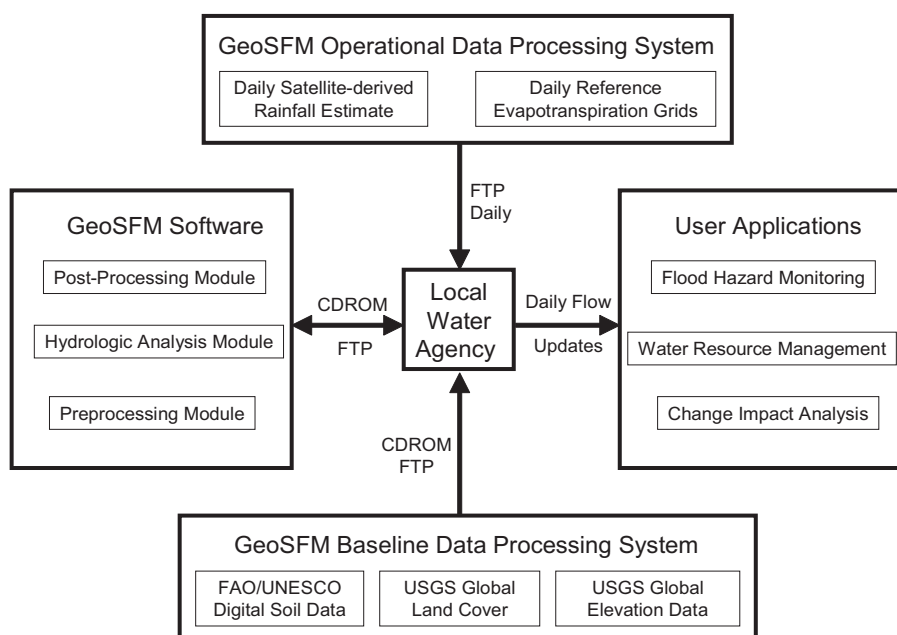 GeoSFM Operational Data Processing System
Daily Satellite-derived
Rainfall Estimate
Daily Reference
Evapotranspiration Grids
FTP
Daily
GeoSFM Software
Post-Processing Module
Hydrologic Analysis Module
Preprocessing Module
CDROM
FTP
Local
Water
Agency
Daily Flow
Updates
User Applications
Flood Hazard Monitoring
Water Resource Management
Change Impact Analysis
CDROM
FTP
GeoSFM Baseline Data Processing System
FAO/UNESCO
Digital Soil Data
USGS Global
Land Cover
USGS Global
Elevation Data